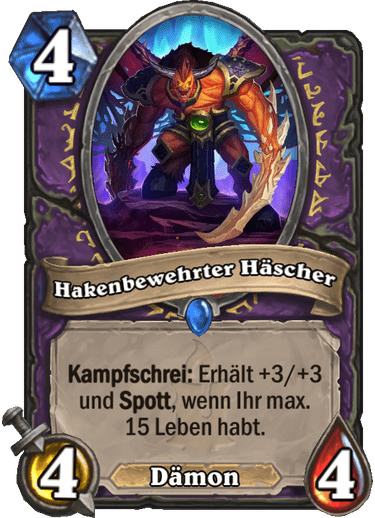 4
Hakenbewehrter Häscher
Kampfschrei: Erhält +3/+3
und Spott, wenn Ihr max.
15 Leben habt.
4
Dämon
4